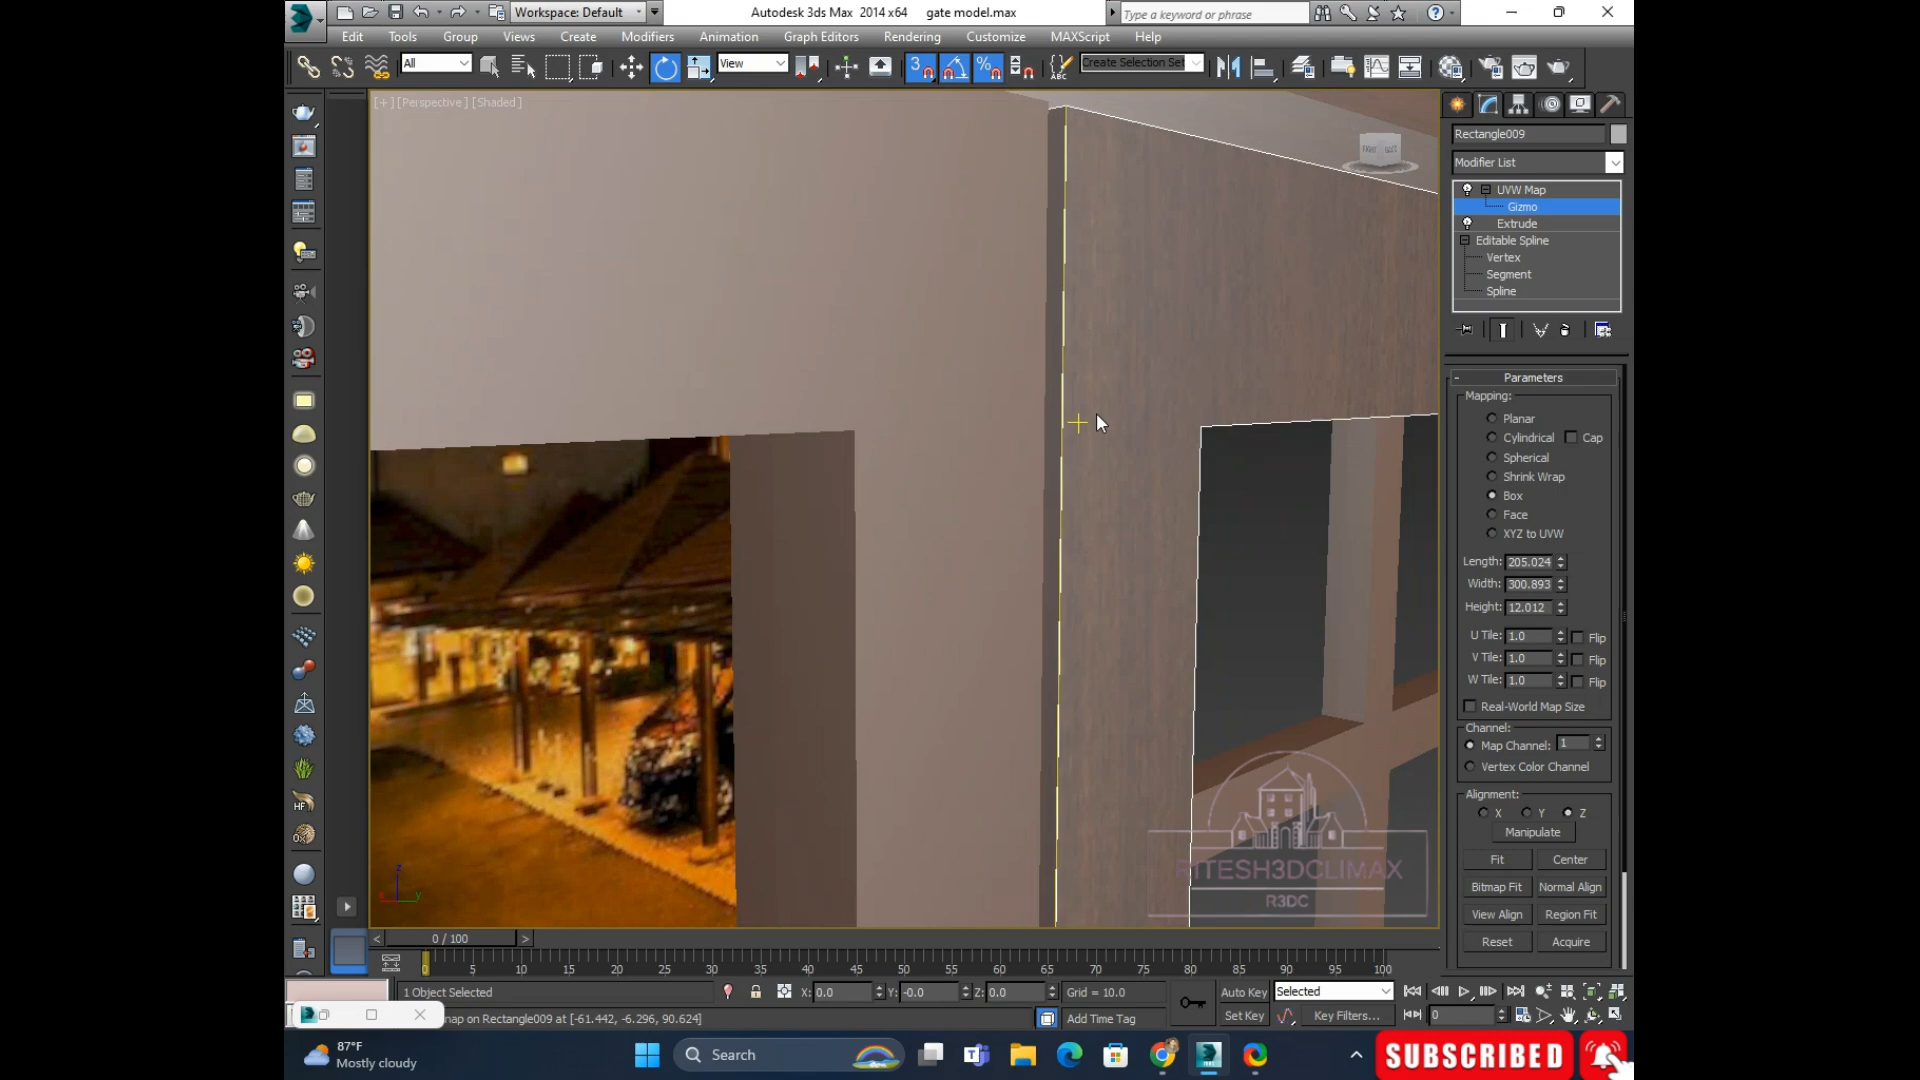 Workspace: Default
Autodesk 3ds Max 2014 x64 gate model.max
Type a keyword or phrase
Edit Tools Group Views Create Modifiers Animation Graph Editors Rendering Customize MAXScript Help
All
View
3
%
ABC
Create Selection Set
[+] [Perspective] [Shaded]
Rectangle009
Modifier List
UVW Map
Gizmo
Extrude
Editable Spline
Vertex
Segment
Spline
Parameters
Mapping:
Planar
Cylindrical Cap
Spherical
Shrink Wrap
Box
Face
XYZ to UVW
Length: 205.024
Width: 300.893
Height: 12.012
U Tile: 1.0 Flip
V Tile: 1.0 Flip
W Tile: 1.0 Flip
Real-World Map Size
Channel:
Map Channel: 1
Vertex Color Channel
Alignment:
X Y Z
Manipulate
Fit Center
Bitmap Fit Normal Align
View Align Region Fit
Reset Acquire
HF
z
y
RITESH3DCLIMAX
R3DC
0 / 100
0 5 10 15 20 25 30 35 40 45 50 55 60 65 70 75 80 85 90 95 100
1 Object Selected
X: 0.0 Y: -0.0 Z: 0.0 Grid = 10.0
Auto Key Selected
nap on Rectangle009 at [-61.442, -6.296, 90.624]
Add Time Tag
Set Key Key Filters...
0
87°F
Mostly cloudy
Search
SUBSCRIBED